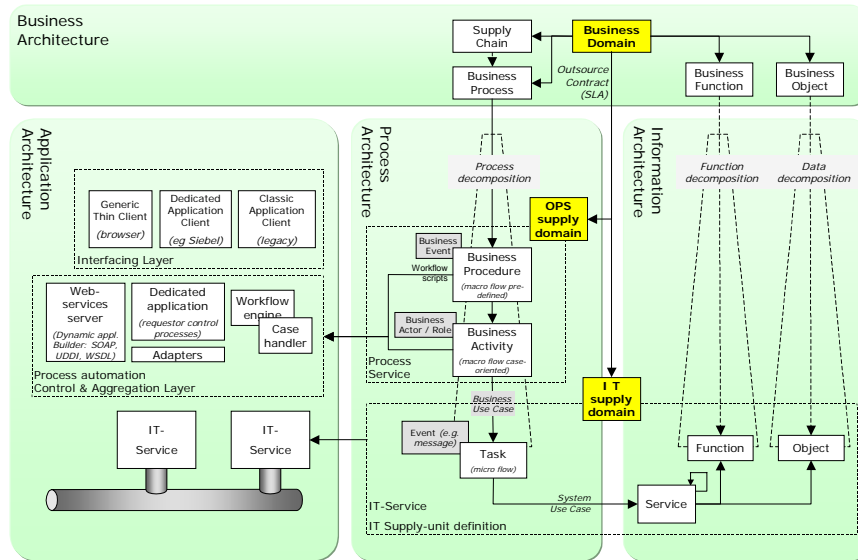 Business
Architecture
Supply
Chain
Business
Domain
Business
Process
Outsource
Contract
(SLA)
Business
Function
Business
Object
Application
Architecture
Process
Architecture
Information
Architecture
Process
decomposition
Function
decomposition
Data
decomposition
OPS
supply
domain
Generic
Thin Client
(browser)
Dedicated
Application
Client
(eg Siebel)
Classic
Application
Client
(legacy)
Interfacing Layer
Business
Event
Workflow
scripts
Business
Procedure
(macro flow pre-
defined)
Web-
services
server
(Dynamic appl.
Builder: SOAP,
UDDI, WSDL)
Dedicated
application
(requestor control
processes)
Adapters
Workflow
engine
Case
handler
Process automation
Control & Aggregation Layer
Business
Actor / Role
Business
Activity
(macro flow case-
oriented)
Process
Service
I T
supply
domain
Business
Use Case
IT-
Service
IT-
Service
Event (e.g.
message)
Task
(micro flow)
Function
Object
System
Use Case
Service
IT-Service
IT Supply-unit definition